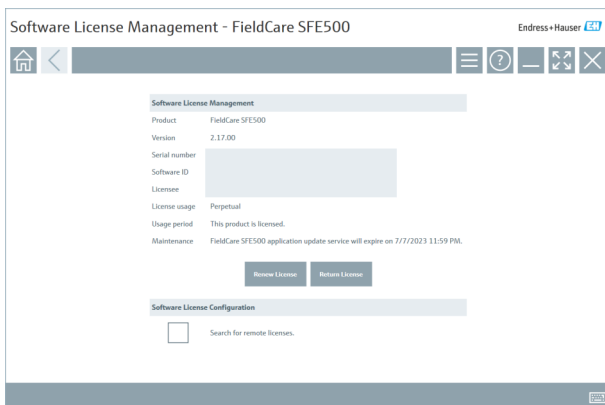 Software License Management - FieldCare SFE500
Endress+Hauser EH
?
Software License Management
Product FieldCare SFE500
Version 2.17.00
Serial number
Software ID
Licensee
License usage Perpetual
Usage period This product is licensed.
Maintenance FieldCare SFE500 application update service will expire on 7/7/2023 11:59 PM.
Renew License Return License
Software License Configuration
Search for remote licenses.